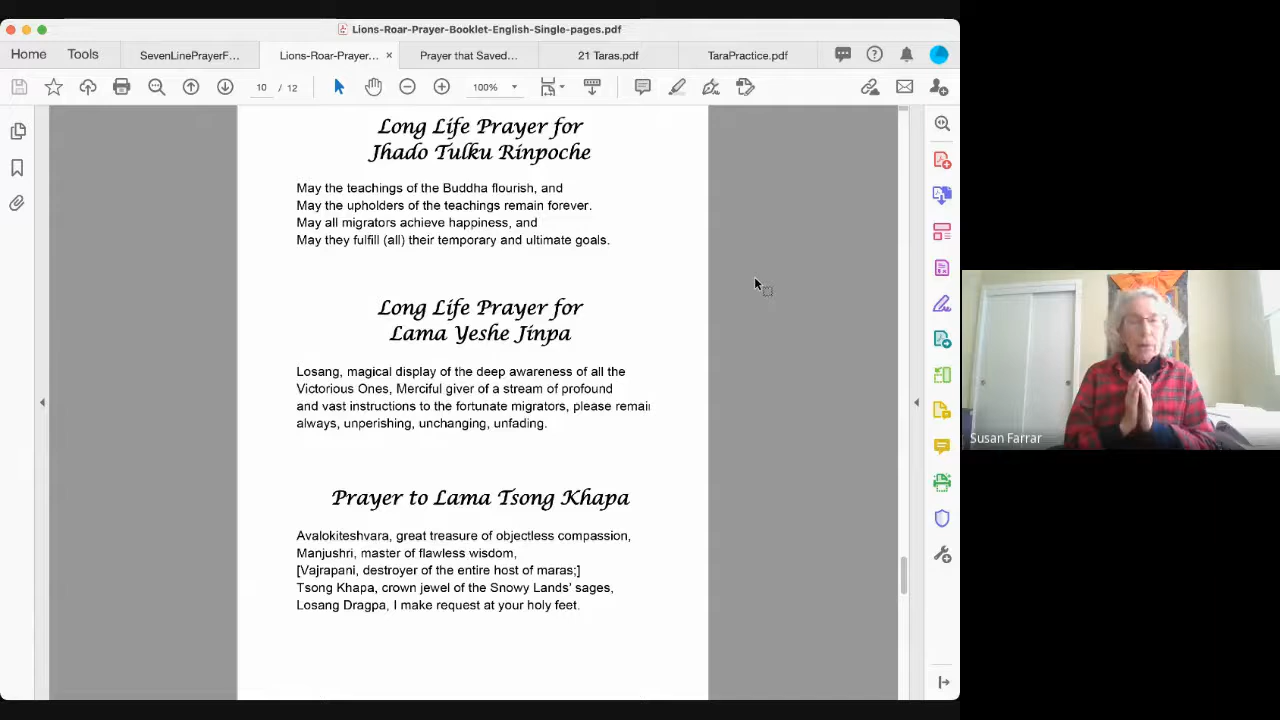 Lions-Roar-Prayer-Booklet-English-Single-pages.pdf
Home Tools SevenLinePrayerF... Lions-Roar-Prayer... × Prayer that Saved... 21 Taras.pdf TaraPractice.pdf
10 / 12 100%
Long Life Prayer for
Jhado Tulku Rinpoche
May the teachings of the Buddha flourish, and
May the upholders of the teachings remain forever.
May all migrators achieve happiness, and
May they fulfill (all) their temporary and ultimate goals.
Long Life Prayer for
Lama Yeshe Jinpa
Losang, magical display of the deep awareness of all the
Victorious Ones, Merciful giver of a stream of profound
and vast instructions to the fortunate migrators, please remai
always, unperishing, unchanging, unfading.
Prayer to Lama Tsong Khapa
Avalokiteshvara, great treasure of objectless compassion,
Manjushri, master of flawless wisdom,
[Vajrapani, destroyer of the entire host of maras;]
Tsong Khapa, crown jewel of the Snowy Lands' sages,
Losang Dragpa, I make request at your holy feet.
Susan Farrar